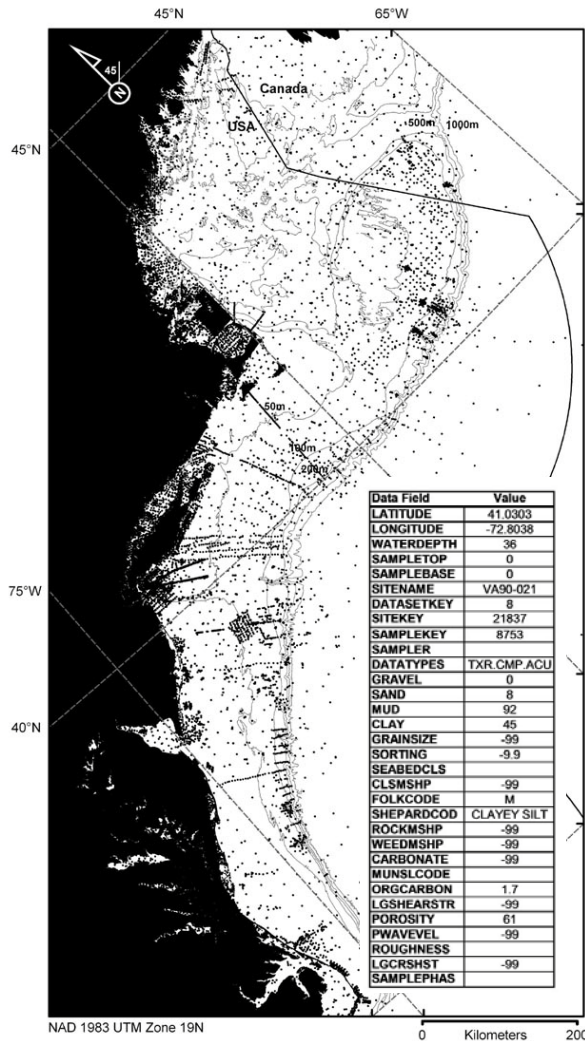 45°N 65°W
45
N
Canada
USA
500m 1000m
45°N
50m
100m
200m
75°W
40°N
Data Field Value
LATITUDE 41.0303
LONGITUDE -72.8038
WATERDEPTH 36
SAMPLETOP 0
SAMPLEBASE 0
SITENAME VA90-021
DATASETKEY 8
SITEKEY 21837
SAMPLEKEY 8753
SAMPLER
DATATYPES TXR.CMP.ACU
GRAVEL 0
SAND 8
MUD 92
CLAY 45
GRAINSIZE -99
SORTING -9.9
SEABEDCLS
CLSMSHP -99
FOLKCODE M
SHEPARDCOD CLAYEY SILT
ROCKMSHP -99
WEEDMSHP -99
CARBONATE -99
MUNSLCODE
ORGCARBON 1.7
LGSHEARSTR -99
POROSITY 61
PWAVEVEL -99
ROUGHNESS
LGCRSHST -99
SAMPLEPHAS
NAD 1983 UTM Zone 19N
0 Kilometers 200